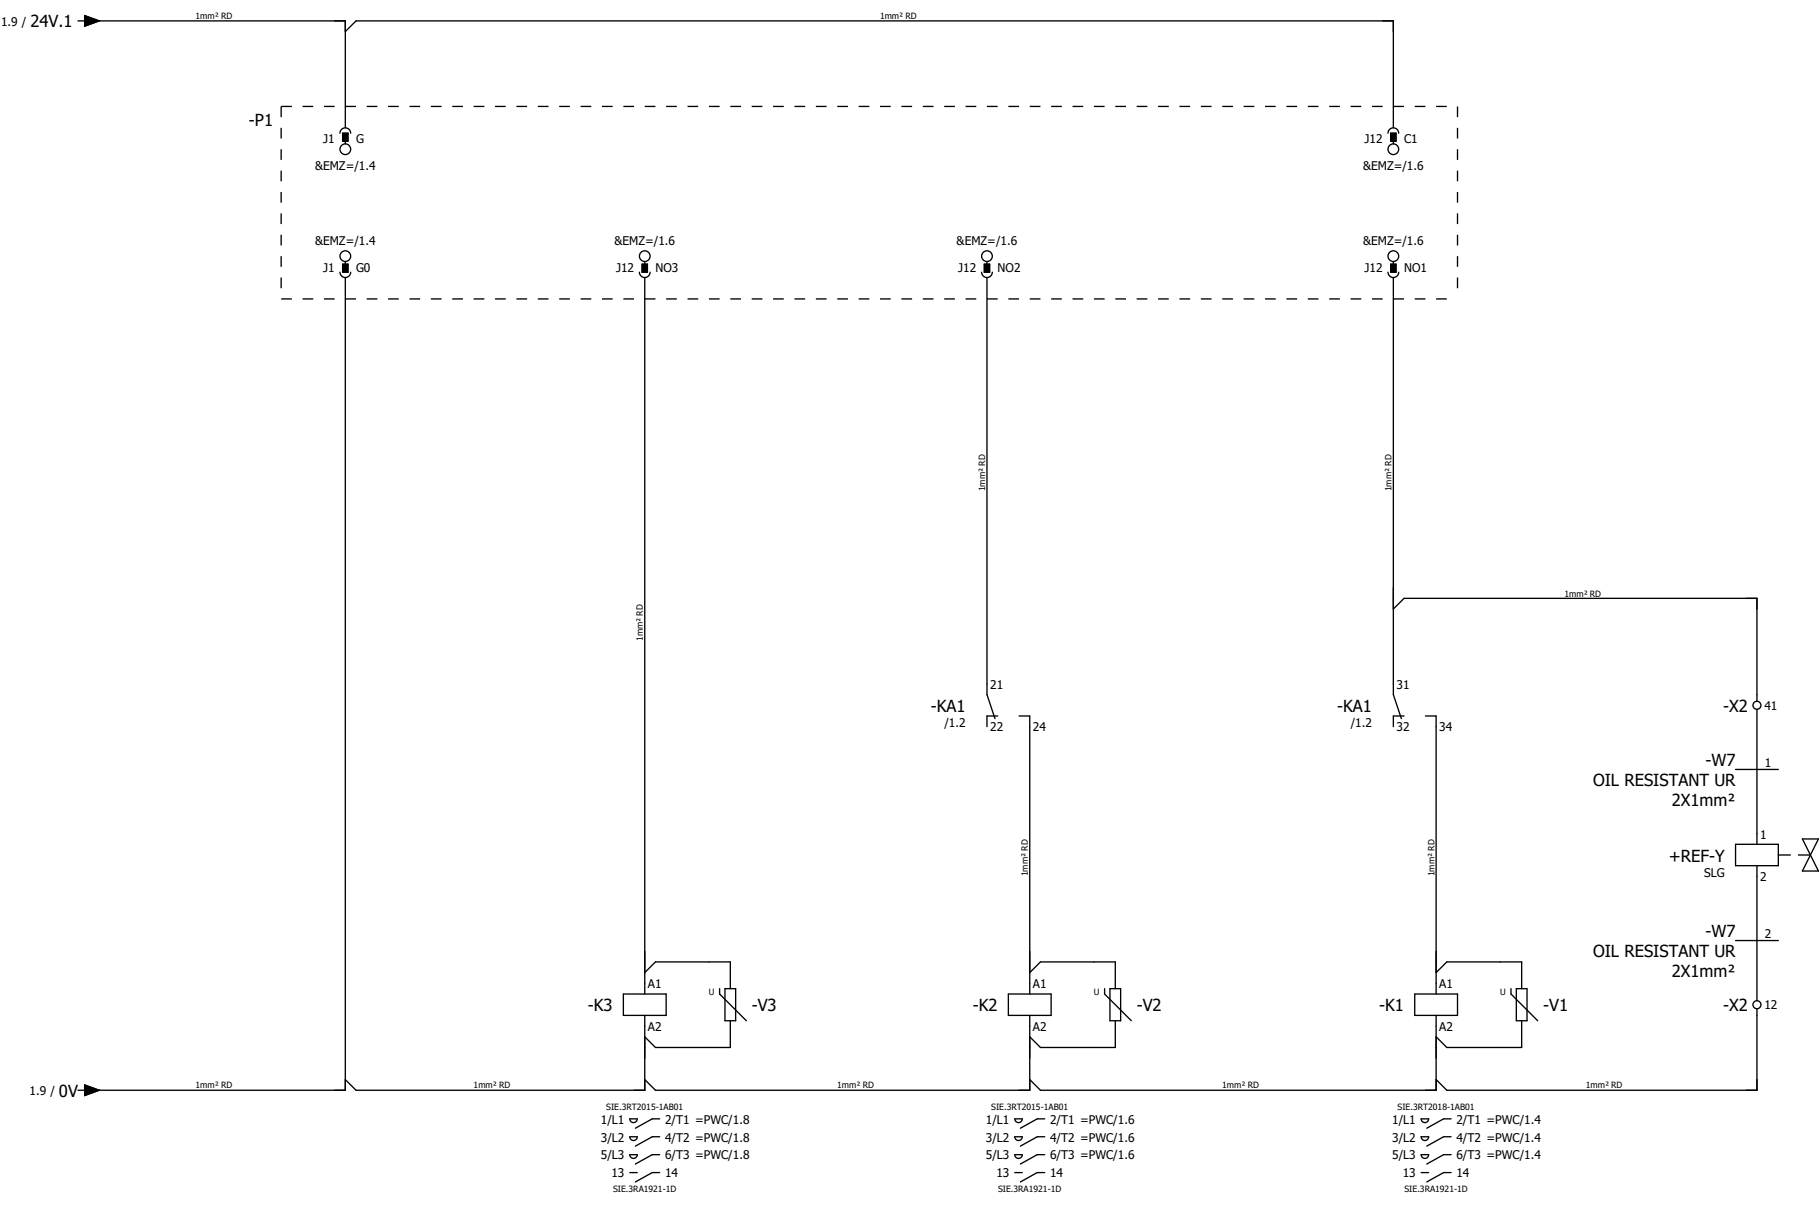 1.9 / 24V.1
1mm² RD
1mm² RD
-P1
J1 G
&EMZ=/1.4
J12 C1
&EMZ=/1.6
&EMZ=/1.4
J1 G0
&EMZ=/1.6
J12 NO3
&EMZ=/1.6
J12 NO2
&EMZ=/1.6
J12 NO1
1mm² RD
1mm² RD
1mm² RD
1mm² RD
-KA1
/1.2
21
22
24
-KA1
/1.2
31
32
34
-X2 41
-W7 1
OIL RESISTANT UR
2X1mm²
1mm² RD
1mm² RD
1
+REF-Y
SLG
2
-W7 2
OIL RESISTANT UR
2X1mm²
-X2 12
-K3
A1
A2
U
-V3
-K2
A1
A2
U
-V2
-K1
A1
A2
U
-V1
1.9 / 0V
1mm² RD
1mm² RD
1mm² RD
1mm² RD
1mm² RD
SIE.3RT2015-1AB01
1/L1 2/T1 =PWC/1.8
3/L2 4/T2 =PWC/1.8
5/L3 6/T3 =PWC/1.8
13 14
SIE.3RA1921-1D
SIE.3RT2015-1AB01
1/L1 2/T1 =PWC/1.6
3/L2 4/T2 =PWC/1.6
5/L3 6/T3 =PWC/1.6
13 14
SIE.3RA1921-1D
SIE.3RT2018-1AB01
1/L1 2/T1 =PWC/1.4
3/L2 4/T2 =PWC/1.4
5/L3 6/T3 =PWC/1.4
13 14
SIE.3RA1921-1D